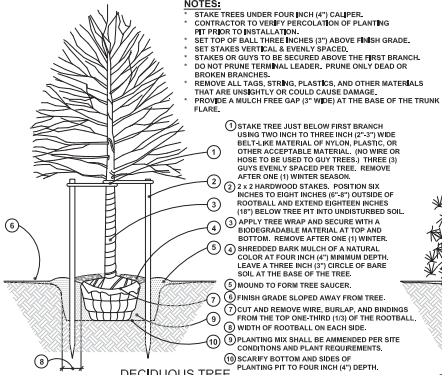 NOTES:
* STAKE TREES UNDER FOUR INCH (4") CALIPER.
* CONTRACTOR TO VERIFY PERCOLATION OF PLANTING
PIT PRIOR TO INSTALLATION.
* SET TOP OF BALL THREE INCHES (3") ABOVE FINISH GRADE.
* SET STAKES VERTICAL & EVENLY SPACED.
* STAKES OR GUYS TO BE SECURED ABOVE THE FIRST BRANCH.
* DO NOT PRUNE TERMINAL LEADER. PRUNE ONLY DEAD OR
BROKEN BRANCHES.
* REMOVE ALL TAGS, STRING, PLASTICS, AND OTHER MATERIALS
THAT ARE UNSIGHTLY OR COULD CAUSE DAMAGE.
* PROVIDE A MULCH FREE GAP (3" WIDE) AT THE BASE OF THE TRUNK
FLARE.
1 STAKE TREE JUST BELOW FIRST BRANCH
USING TWO INCH TO THREE INCH (2"-3") WIDE
BELT-LIKE MATERIAL OF NYLON, PLASTIC, OR
OTHER ACCEPTABLE MATERIAL. (NO WIRE OR
HOSE TO BE USED TO GUY TREES.) THREE (3)
GUYS EVENLY SPACED PER TREE. REMOVE
AFTER ONE (1) WINTER SEASON.
2 2 x 2 HARDWOOD STAKES. POSITION SIX
INCHES TO EIGHT INCHES (6"-8") OUTSIDE OF
ROOTBALL AND EXTEND EIGHTEEN INCHES
(18") BELOW TREE PIT INTO UNDISTURBED SOIL.
3 APPLY TREE WRAP AND SECURE WITH A
BIODEGRADABLE MATERIAL AT TOP AND
BOTTOM. REMOVE AFTER ONE (1) WINTER.
4 SHREDDED BARK MULCH OF A NATURAL
COLOR AT FOUR INCH (4") MINIMUM DEPTH.
LEAVE A THREE INCH (3") CIRCLE OF BARE
SOIL AT THE BASE OF THE TREE.
5 MOUND TO FORM TREE SAUCER.
6 FINISH GRADE SLOPED AWAY FROM TREE.
7 CUT AND REMOVE WIRE, BURLAP, AND BINDINGS
FROM THE TOP ONE-THIRD (1/3) OF THE ROOTBALL.
8 WIDTH OF ROOTBALL ON EACH SIDE.
9 PLANTING MIX SHALL BE AMMENDED PER SITE
CONDITIONS AND PLANT REQUIREMENTS.
10 SCARIFY BOTTOM AND SIDES OF
PLANTING PIT TO FOUR INCH (4") DEPTH.
1
2
3
4
5
6
7
9
10
8
DECIDUOUS TREE